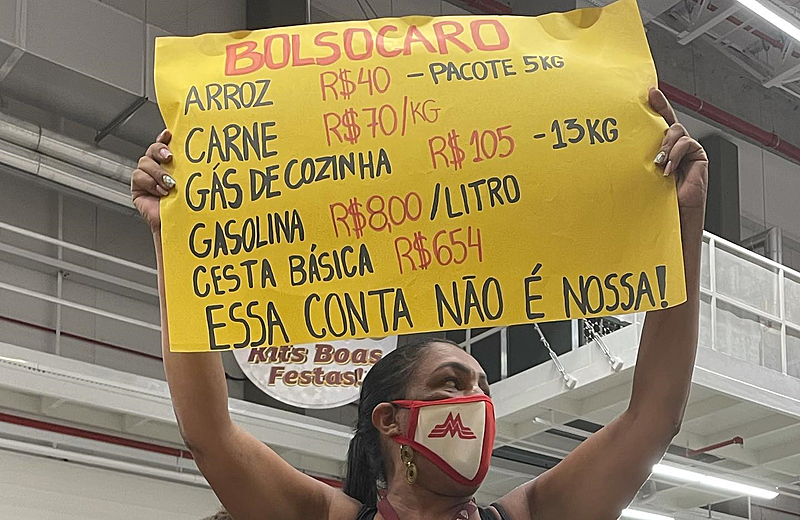 BOLSOCARO
ARROZ R$40 - PACOTE 5KG
CARNE R$70/KG
GÁS DE COZINHA R$105 - 13KG
GASOLINA R$8,00/LITRO
CESTA BÁSICA R$654
ESSA CONTA NÃO É NOSSA!
Kits Boas
Festas!